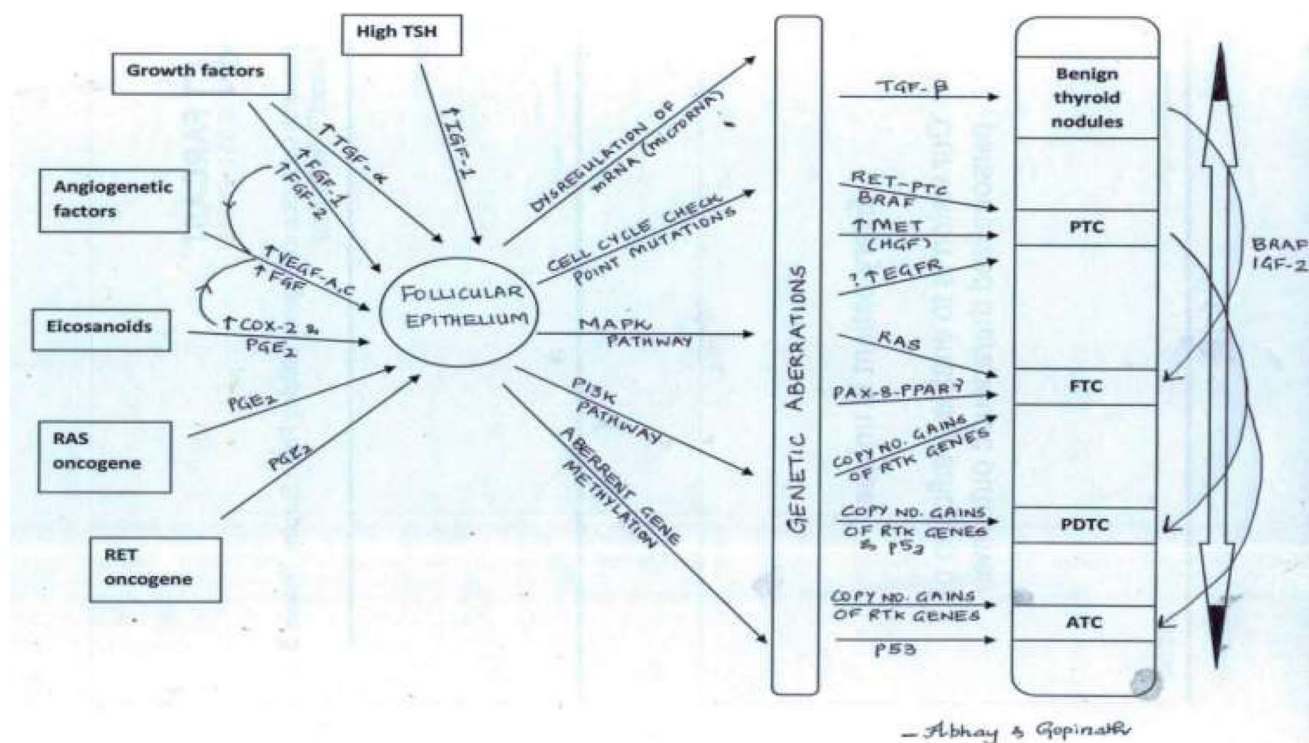 High TSH
Growth factors
Angiogenetic
factors
Eicosanoids
RAS
oncogene
RET
oncogene
↑IGF-1
↑TGF-α
↑FGF-1
↑FGF-2
↑VEGF-A,C
↑FGF
↑COX-2 &
PGE2
PGE2
PGE2
FOLLICULAR
EPITHELIUM
DYSREGULATION OF
mRNA (microRNA)
CELL CYCLE CHECK
POINT MUTATIONS
MAPK
PATHWAY
PI3K
PATHWAY
ABERRENT GENE
METHYLATION
GENETIC ABERRATIONS
TGF-β
RET-PTC
BRAF
↑MET
(HGF)
?↑EGFR
RAS
PAX-8-PPAR?
COPY NO. GAINS
OF RTK GENES
COPY NO. GAINS
OF RTK GENES
& p53
COPY NO. GAINS
OF RTK GENES
p53
Benign
thyroid
nodules
PTC
FTC
PDTC
ATC
BRAF
IGF-2
- Abhay & Gopinath